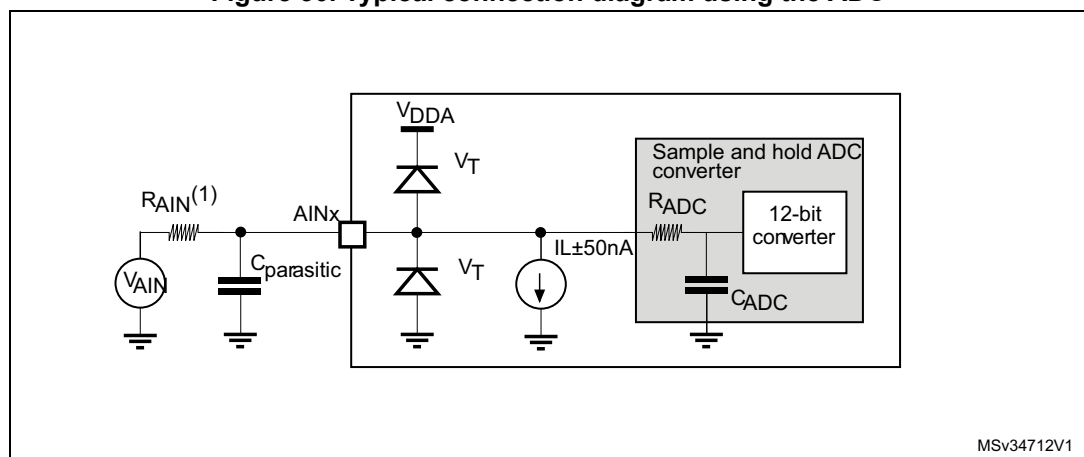 Figure Typical connection diagram using the ADC
VDDA
VT
Sample and hold ADC
converter
RAIN(1)
AINx
RADC
12-bit
converter
IL±50nA
VAIN
Cparasitic
VT
CADC
MSv34712V1